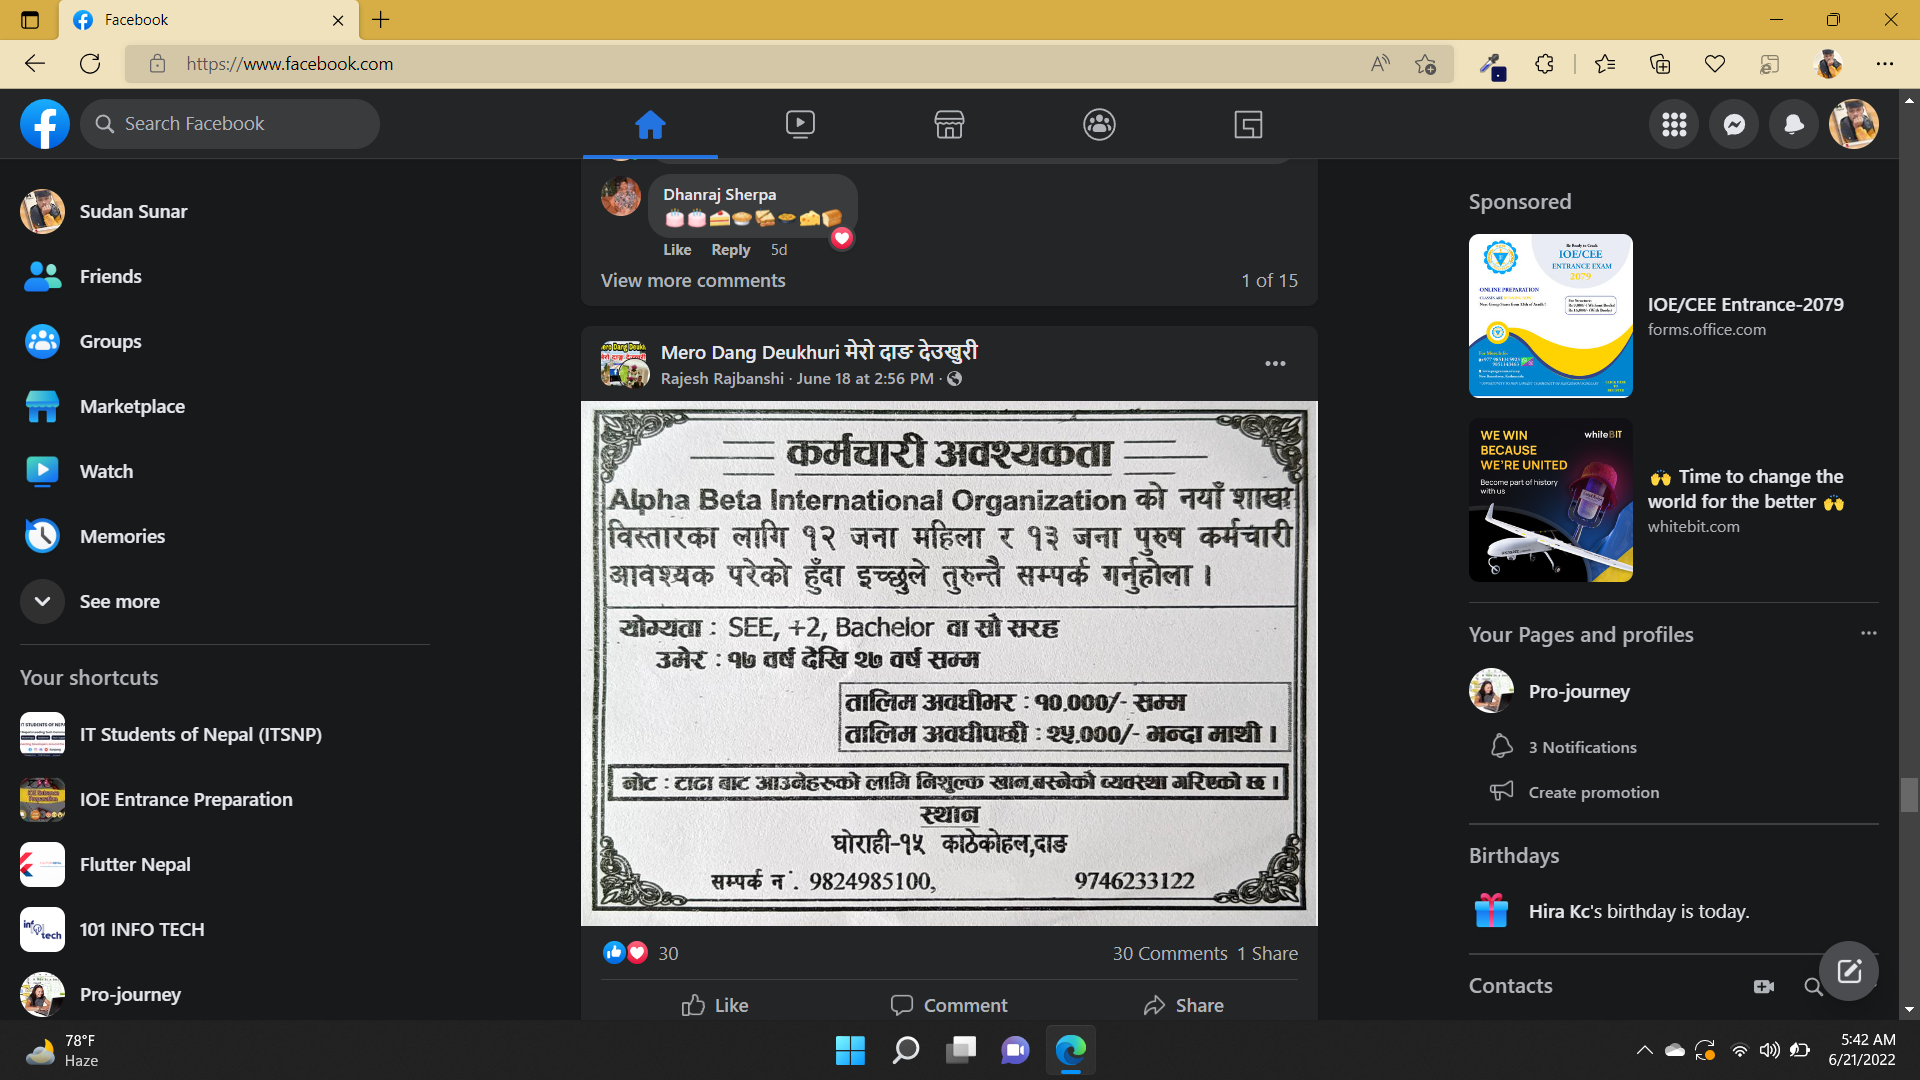 Facebook
https://www.facebook.com
Search Facebook
Sudan Sunar
Friends
Groups
Marketplace
Watch
Memories
See more
Your shortcuts
IT Students of Nepal (ITSNP)
IOE Entrance Preparation
Flutter Nepal
101 INFO TECH
Pro-journey
Dhanraj Sherpa
Like Reply 5d
View more comments 1 of 15
Mero Dang Deukhuri मेरो दाङ देउखुरी
Rajesh Rajbanshi · June 18 at 2:56 PM ·
कर्मचारी अवश्यकता
Alpha Beta International Organization को नयाँ शाखा
विस्तारका लागि १२ जना महिला र १३ जना पुरुष कर्मचारी
आवश्यक परेको हुँदा इच्छुले तुरुन्तै सम्पर्क गर्नुहोला ।
योग्यता : SEE, +2, Bachelor वा सौ सरह
उमेर : १७ वर्ष देखि २७ वर्ष सम्म
तालिम अवधीभर : १०,०००/- सम्म
तालिम अवधीपछी : २५,०००/- भन्दा माथी ।
नोट : टाढा बाट आउनेहरुको लागि निशुल्क खान,बस्नेको व्यवस्था गरिएको छ ।
स्थान
घोराही-१५ काठेकोहल,दाङ
सम्पर्क नं. 9824985100, 9746233122
30
30 Comments 1 Share
Like Comment Share
Sponsored
IOE/CEE
ENTRANCE EXAM
2079
ONLINE PREPARATION
IOE/CEE Entrance-2079
forms.office.com
WE WIN
BECAUSE
WE'RE UNITED
Become part of history
with us
whiteBIT
Time to change the
world for the better
whitebit.com
Your Pages and profiles
Pro-journey
3 Notifications
Create promotion
Birthdays
Hira Kc's birthday is today.
Contacts
78°F
Haze
5:42 AM
6/21/2022